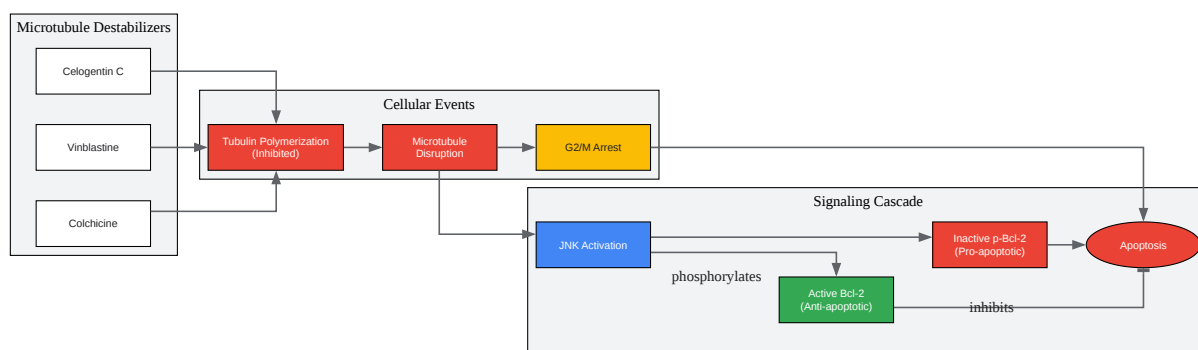 Microtubule Destabilizers
Celogentin C
Vinblastine
Colchicine
Cellular Events
Tubulin Polymerization
(Inhibited)
Microtubule
Disruption
G2/M Arrest
Signaling Cascade
JNK Activation
phosphorylates
Inactive p-Bcl-2
(Pro-apoptotic)
Active Bcl-2
(Anti-apoptotic)
inhibits
Apoptosis